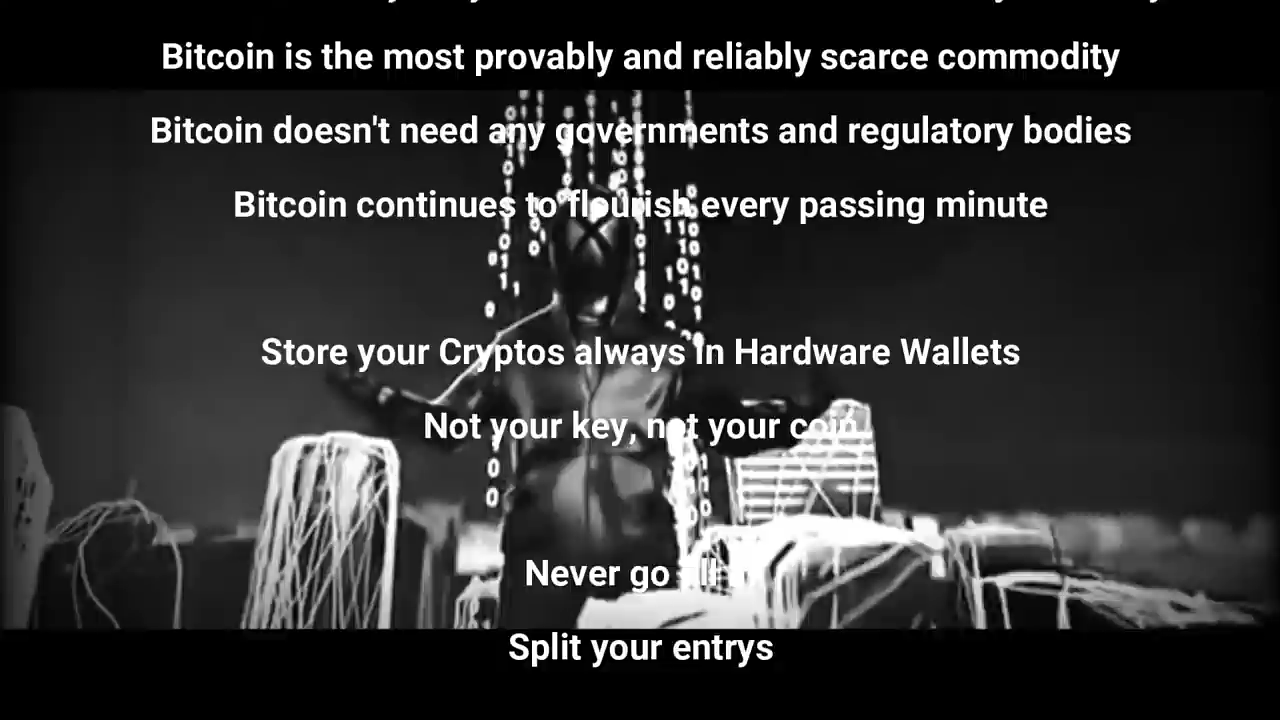 Bitcoin is the most provably and reliably scarce commodity
Bitcoin doesn't need any governments and regulatory bodies
Bitcoin continues to flourish every passing minute
Store your Cryptos always in Hardware Wallets
Not your key, not your coin
Never go all in
Split your entrys